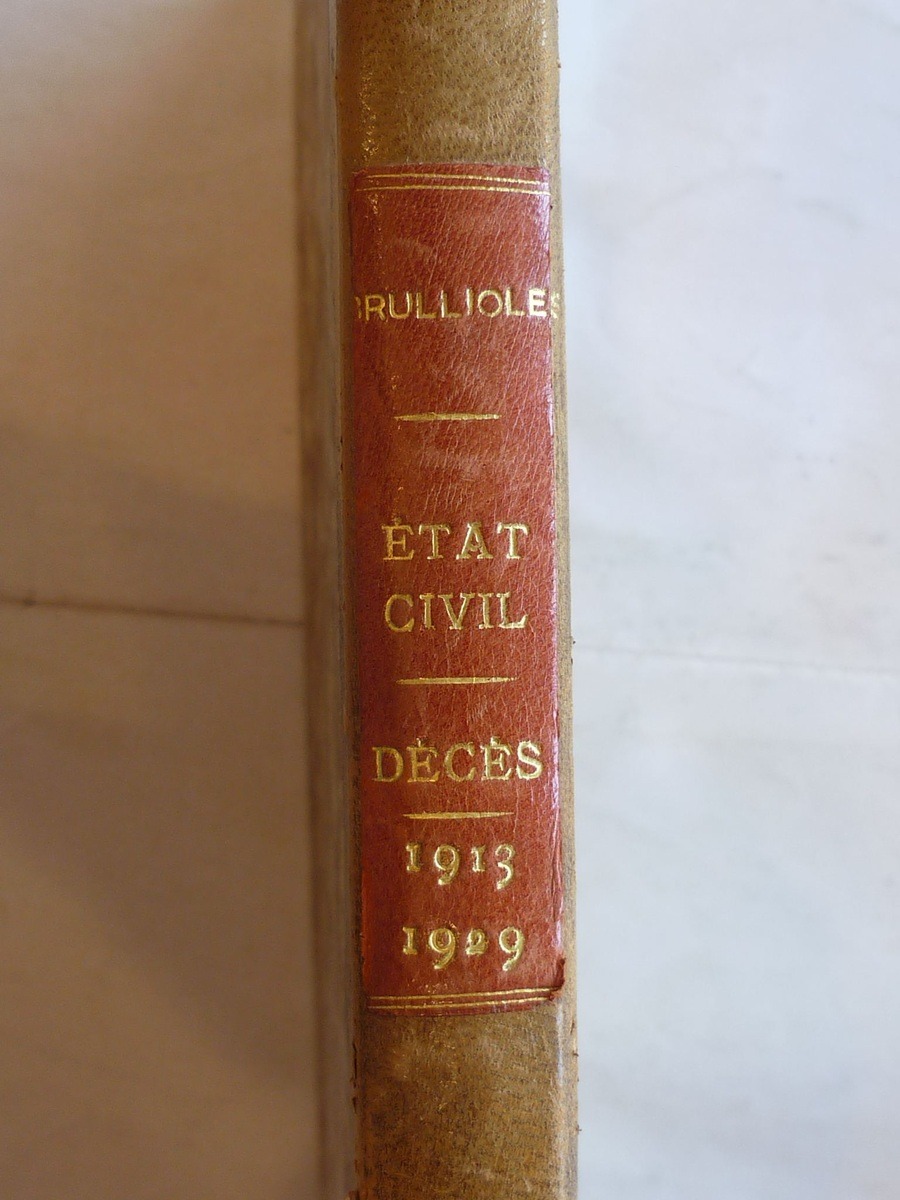 BRULLIOLES
ÉTAT
CIVIL
DÉCÈS
1913
1929